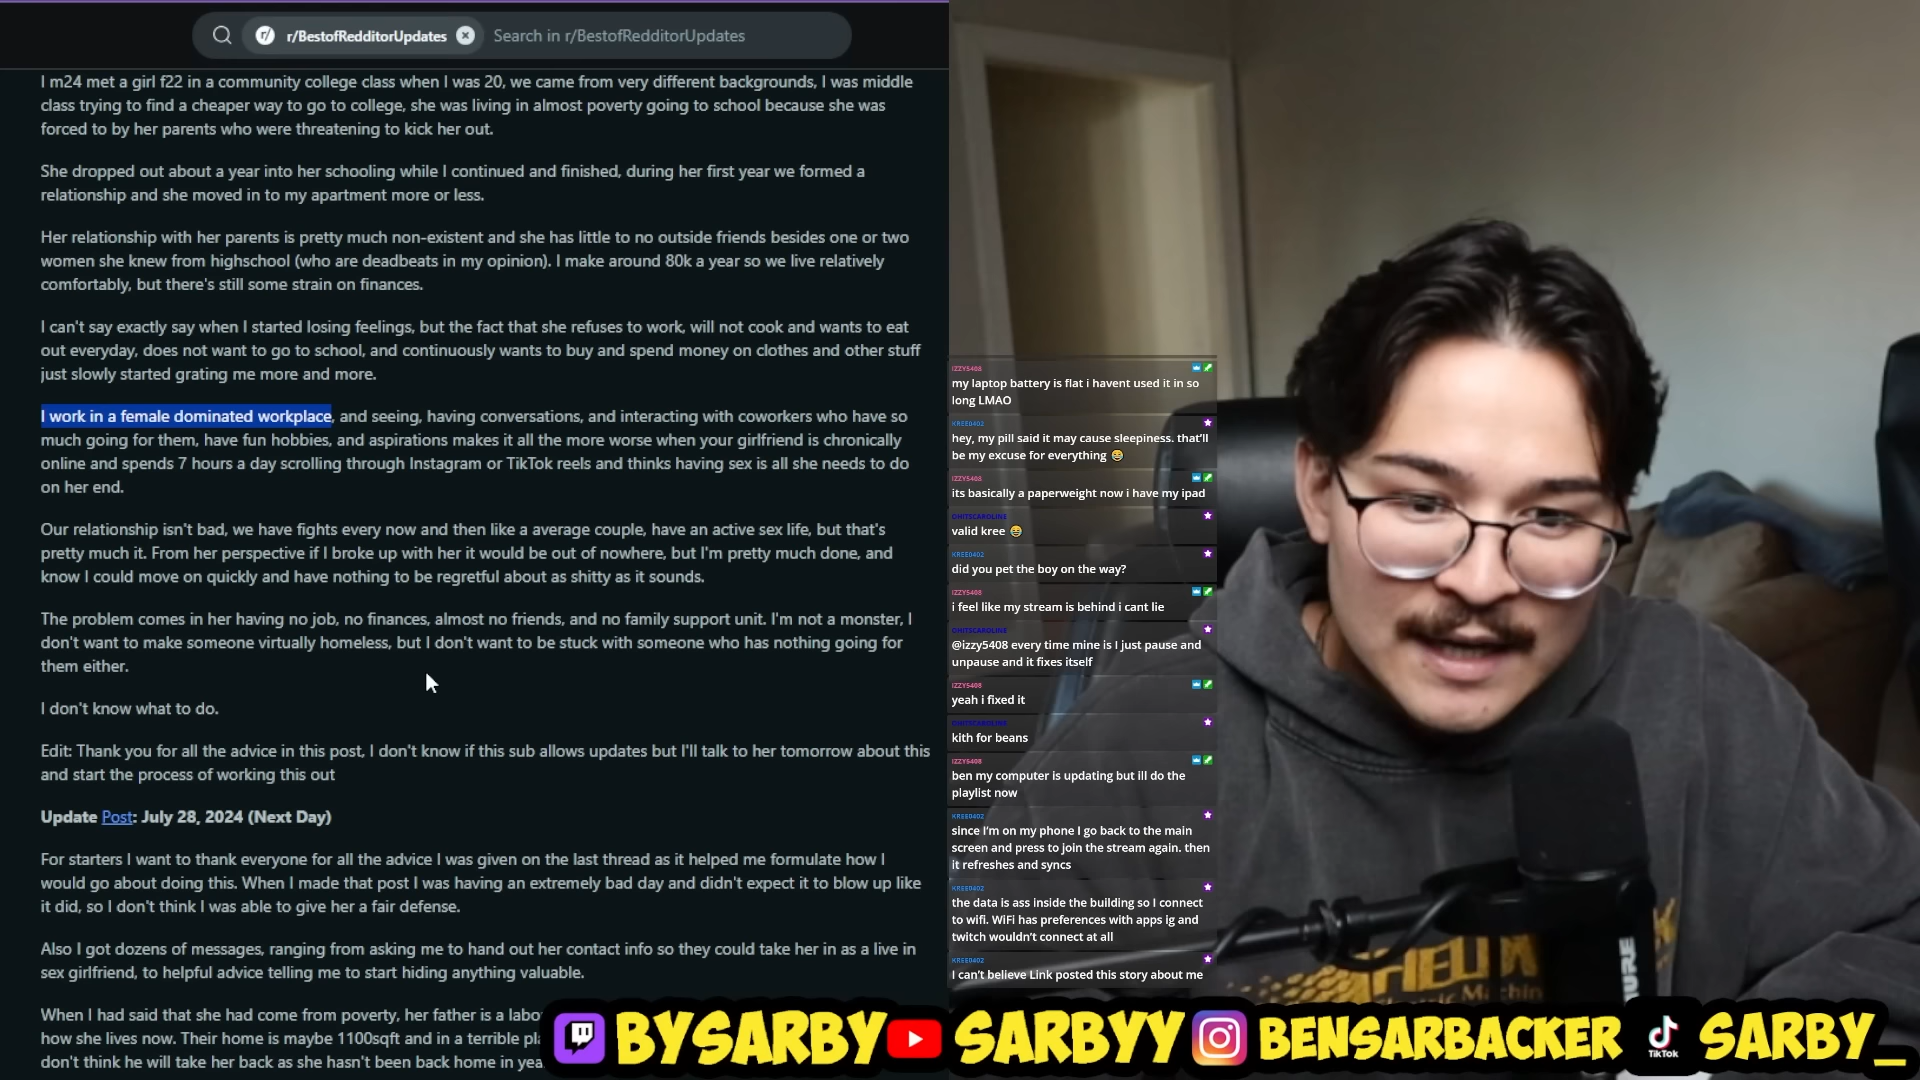 r/BestofRedditorUpdates
Search in r/BestofRedditorUpdates
I m24 met a girl f22 in a community college class when I was 20, we came from very different backgrounds, I was middle
class trying to find a cheaper way to go to college, she was living in almost poverty going to school because she was
forced to by her parents who were threatening to kick her out.
She dropped out about a year into her schooling while I continued and finished, during her first year we formed a
relationship and she moved in to my apartment more or less.
Her relationship with her parents is pretty much non-existent and she has little to no outside friends besides one or two
women she knew from highschool (who are deadbeats in my opinion). I make around 80k a year so we live relatively
comfortably, but there's still some strain on finances.
I can't say exactly say when I started losing feelings, but the fact that she refuses to work, will not cook and wants to eat
out everyday, does not want to go to school, and continuously wants to buy and spend money on clothes and other stuff
just slowly started grating me more and more.
I work in a female dominated workplace, and seeing, having conversations, and interacting with coworkers who have so
much going for them, have fun hobbies, and aspirations makes it all the more worse when your girlfriend is chronically
online and spends 7 hours a day scrolling through Instagram or TikTok reels and thinks having sex is all she needs to do
on her end.
Our relationship isn't bad, we have fights every now and then like a average couple, have an active sex life, but that's
pretty much it. From her perspective if I broke up with her it would be out of nowhere, but I'm pretty much done, and
know I could move on quickly and have nothing to be regretful about as shitty as it sounds.
The problem comes in her having no job, no finances, almost no friends, and no family support unit. I'm not a monster, I
don't want to make someone virtually homeless, but I don't want to be stuck with someone who has nothing going for
them either.
I don't know what to do.
Edit: Thank you for all the advice in this post, I don't know if this sub allows updates but I'll talk to her tomorrow about this
and start the process of working this out
Update Post: July 28, 2024 (Next Day)
For starters I want to thank everyone for all the advice I was given on the last thread as it helped me formulate how I
would go about doing this. When I made that post I was having an extremely bad day and didn't expect it to blow up like
it did, so I don't think I was able to give her a fair defense.
Also I got dozens of messages, ranging from asking me to hand out her contact info so they could take her in as a live in
sex girlfriend, to helpful advice telling me to start hiding anything valuable.
When I had said that she had come from poverty, her father is a labo
how she lives now. Their home is maybe 1100sqft and in a terrible pl
don't think he will take her back as she hasn't been back home in yea
IZZY5408
my laptop battery is flat i havent used it in so
long LMAO
KREE0402
hey, my pill said it may cause sleepiness. that'll
be my excuse for everything 😂
IZZY5408
its basically a paperweight now i have my ipad
OHITSCAROLINE
valid kree 😂
KREE0402
did you pet the boy on the way?
IZZY5408
i feel like my stream is behind i cant lie
OHITSCAROLINE
@izzy5408 every time mine is I just pause and
unpause and it fixes itself
IZZY5408
yeah i fixed it
OHITSCAROLINE
kith for beans
IZZY5408
ben my computer is updating but ill do the
playlist now
KREE0402
since I'm on my phone I go back to the main
screen and press to join the stream again. then
it refreshes and syncs
KREE0402
the data is ass inside the building so I connect
to wifi. WiFi has preferences with apps ig and
twitch wouldn't connect at all
KREE0402
I can't believe Link posted this story about me
BYSARBY
SARBYY
BENSARBACKER
TikTok
SARBY_